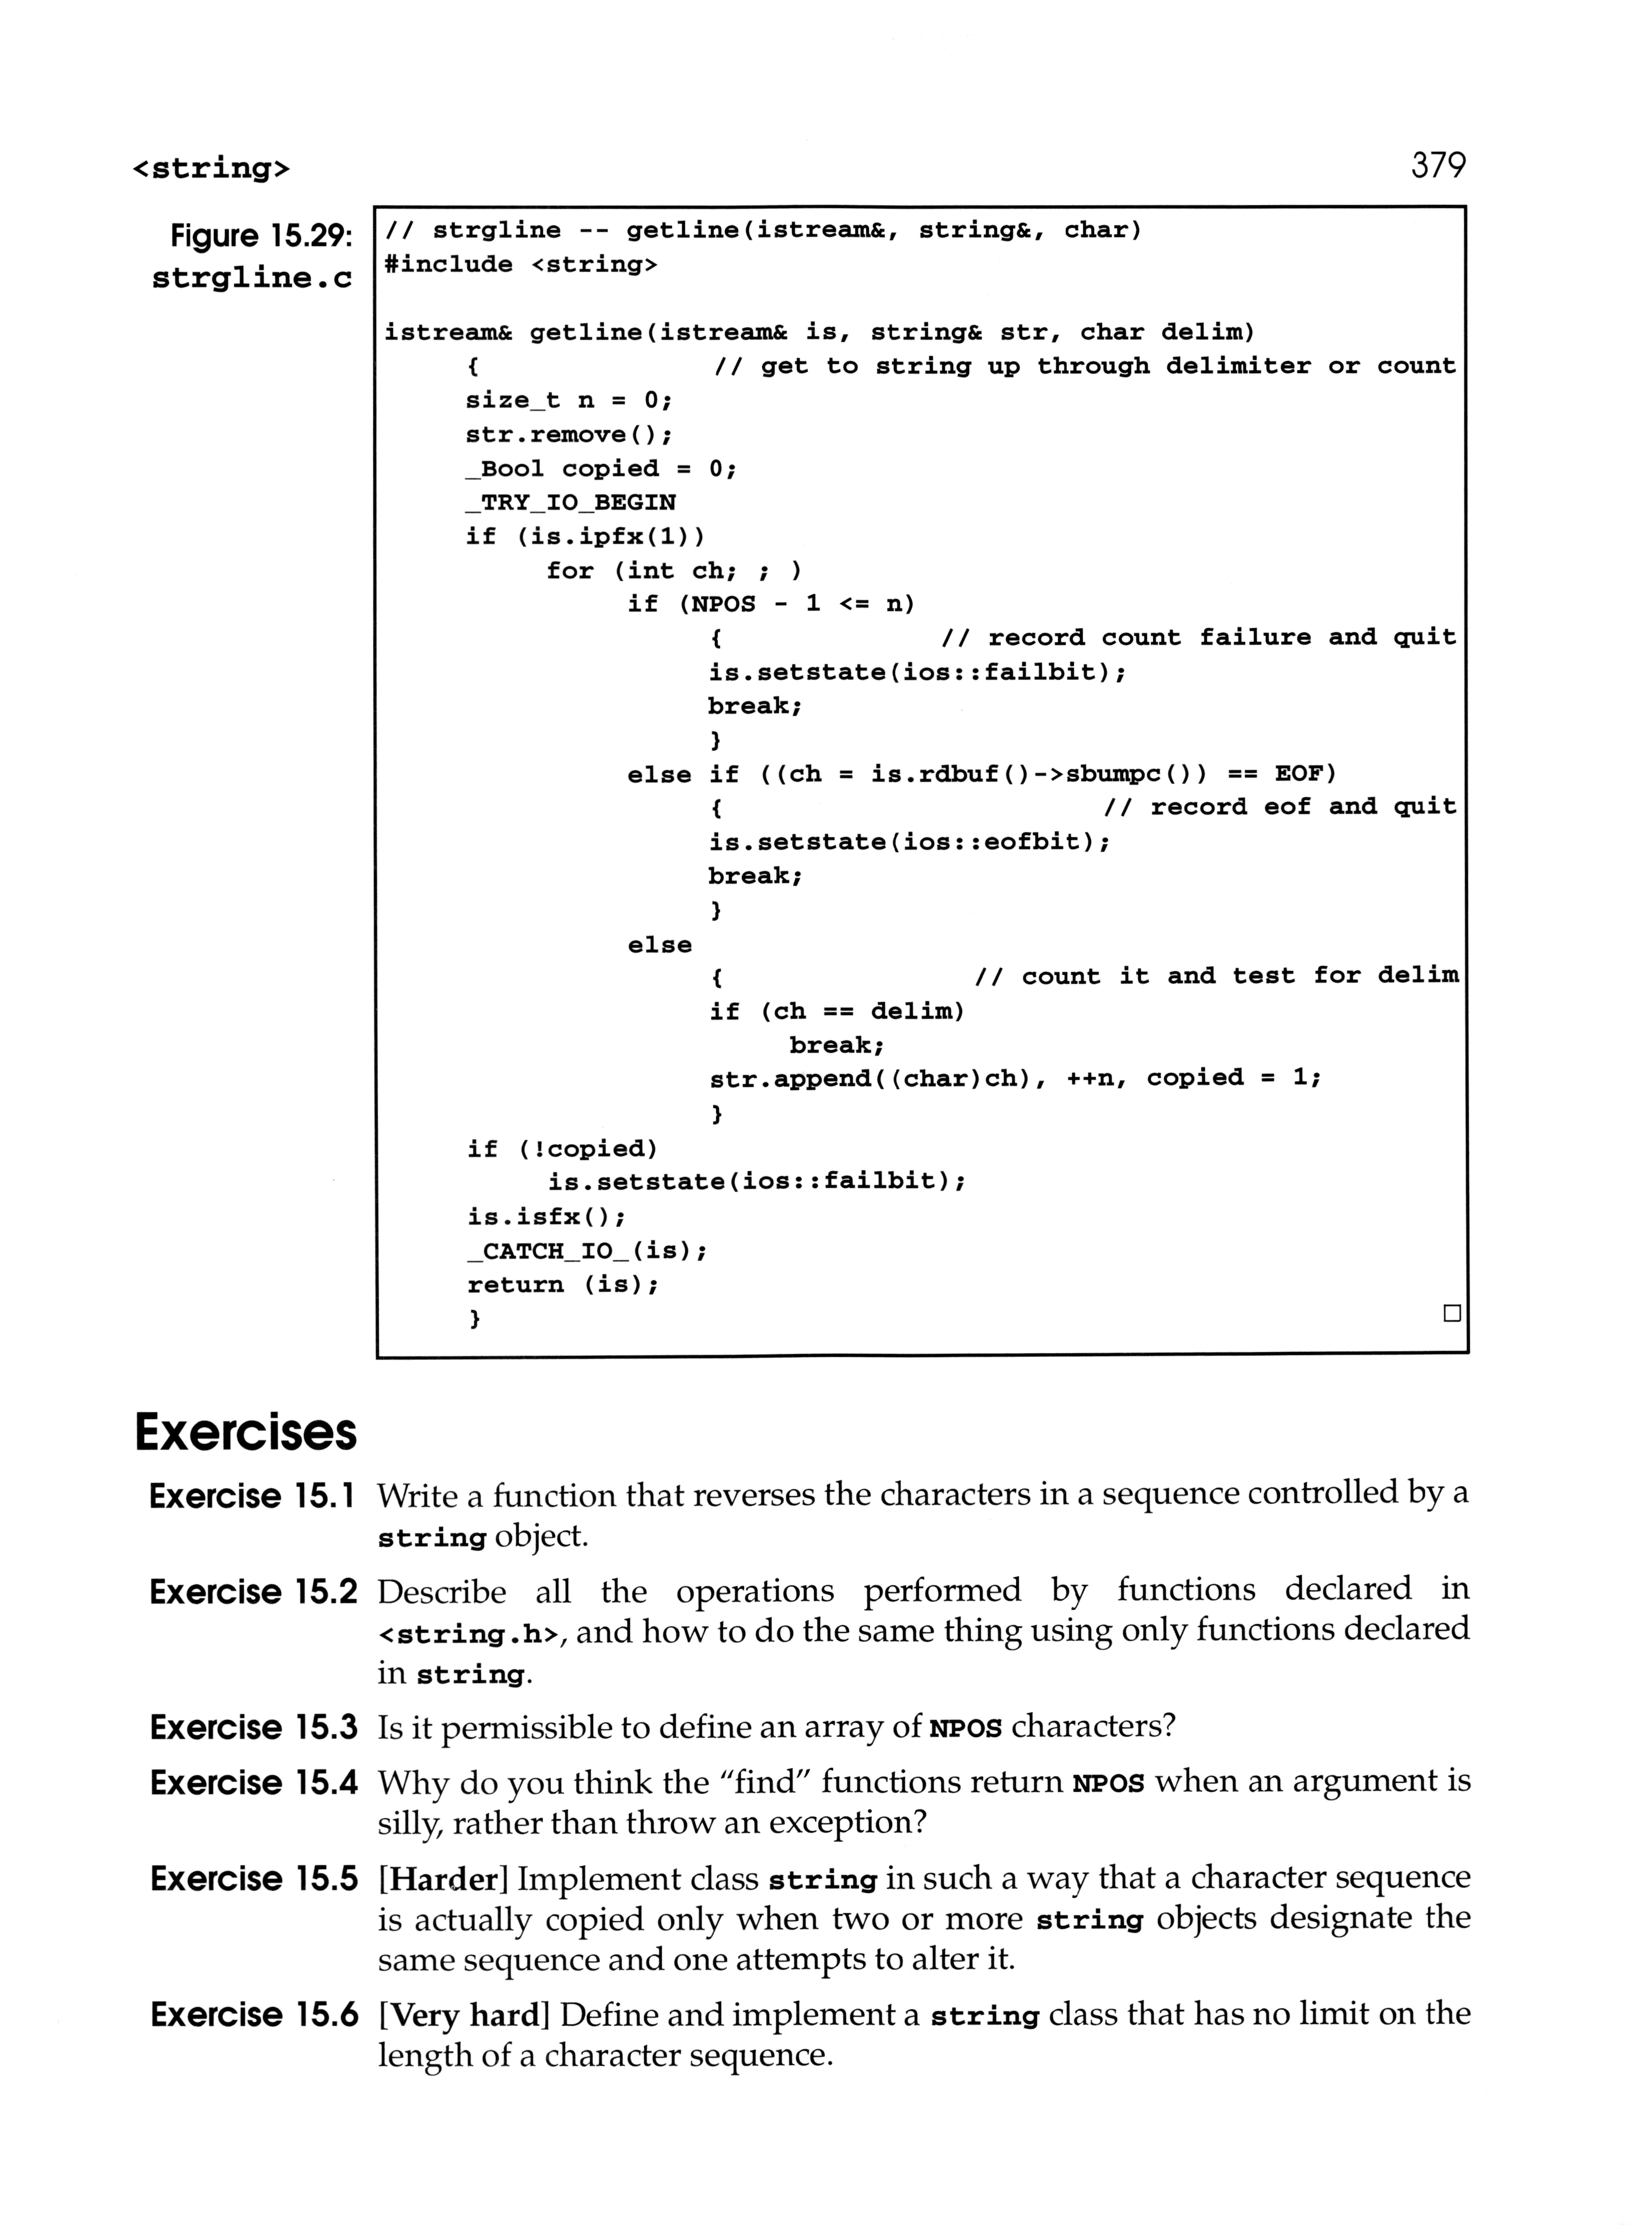 <string> 379
Figure 15.29:
strgline.c
// strgline -- getline(istream&, string&, char)
#include <string>
istream& getline(istream& is, string& str, char delim)
{ // get to string up through delimiter or count
size_t n = 0;
str.remove();
_Bool copied = 0;
_TRY_IO_BEGIN
if (is.ipfx(1))
for (int ch; ; )
if (NPOS - 1 <= n)
{ // record count failure and quit
is.setstate(ios::failbit);
break;
}
else if ((ch = is.rdbuf()->sbumpc()) == EOF)
{ // record eof and quit
is.setstate(ios::eofbit);
break;
}
else
{ // count it and test for delim
if (ch == delim)
break;
str.append((char)ch), ++n, copied = 1;
}
if (!copied)
is.setstate(ios::failbit);
is.isfx();
_CATCH_IO_(is);
return (is);
} □
Exercises
Exercise 15.1 Write a function that reverses the characters in a sequence controlled by a
string object.
Exercise 15.2 Describe all the operations performed by functions declared in
<string.h>, and how to do the same thing using only functions declared
in string.
Exercise 15.3 Is it permissible to define an array of NPOS characters?
Exercise 15.4 Why do you think the "find" functions return NPOS when an argument is
silly, rather than throw an exception?
Exercise 15.5 [Harder] Implement class string in such a way that a character sequence
is actually copied only when two or more string objects designate the
same sequence and one attempts to alter it.
Exercise 15.6 [Very hard] Define and implement a string class that has no limit on the
length of a character sequence.